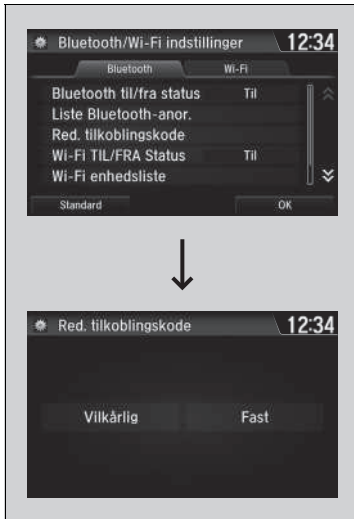 Bluetooth/Wi-Fi indstillinger 12:34
Bluetooth Wi-Fi
Bluetooth til/fra status Til
Liste Bluetooth-anor.
Red. tilkoblingskode
Wi-Fi TIL/FRA Status Til
Wi-Fi enhedsliste
Standard OK
Red. tilkoblingskode 12:34
Vilkårlig Fast